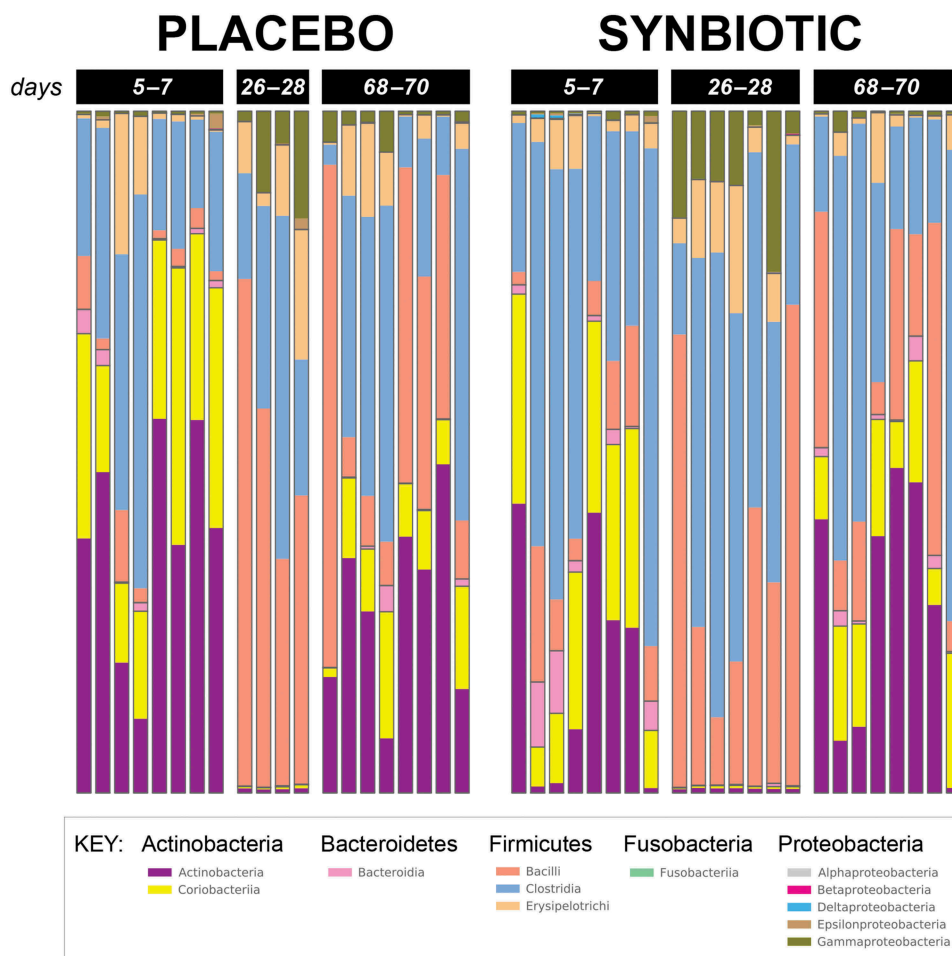 PLACEBO SYNBIOTIC
days 5–7 26–28 68–70 5–7 26–28 68–70
KEY: Actinobacteria Bacteroidetes Firmicutes Fusobacteria Proteobacteria
Actinobacteria Bacteroidia Bacilli Fusobacteriia Alphaproteobacteria
Coriobacteriia Clostridia Betaproteobacteria
Erysipelotrichi Deltaproteobacteria
Epsilonproteobacteria
Gammaproteobacteria